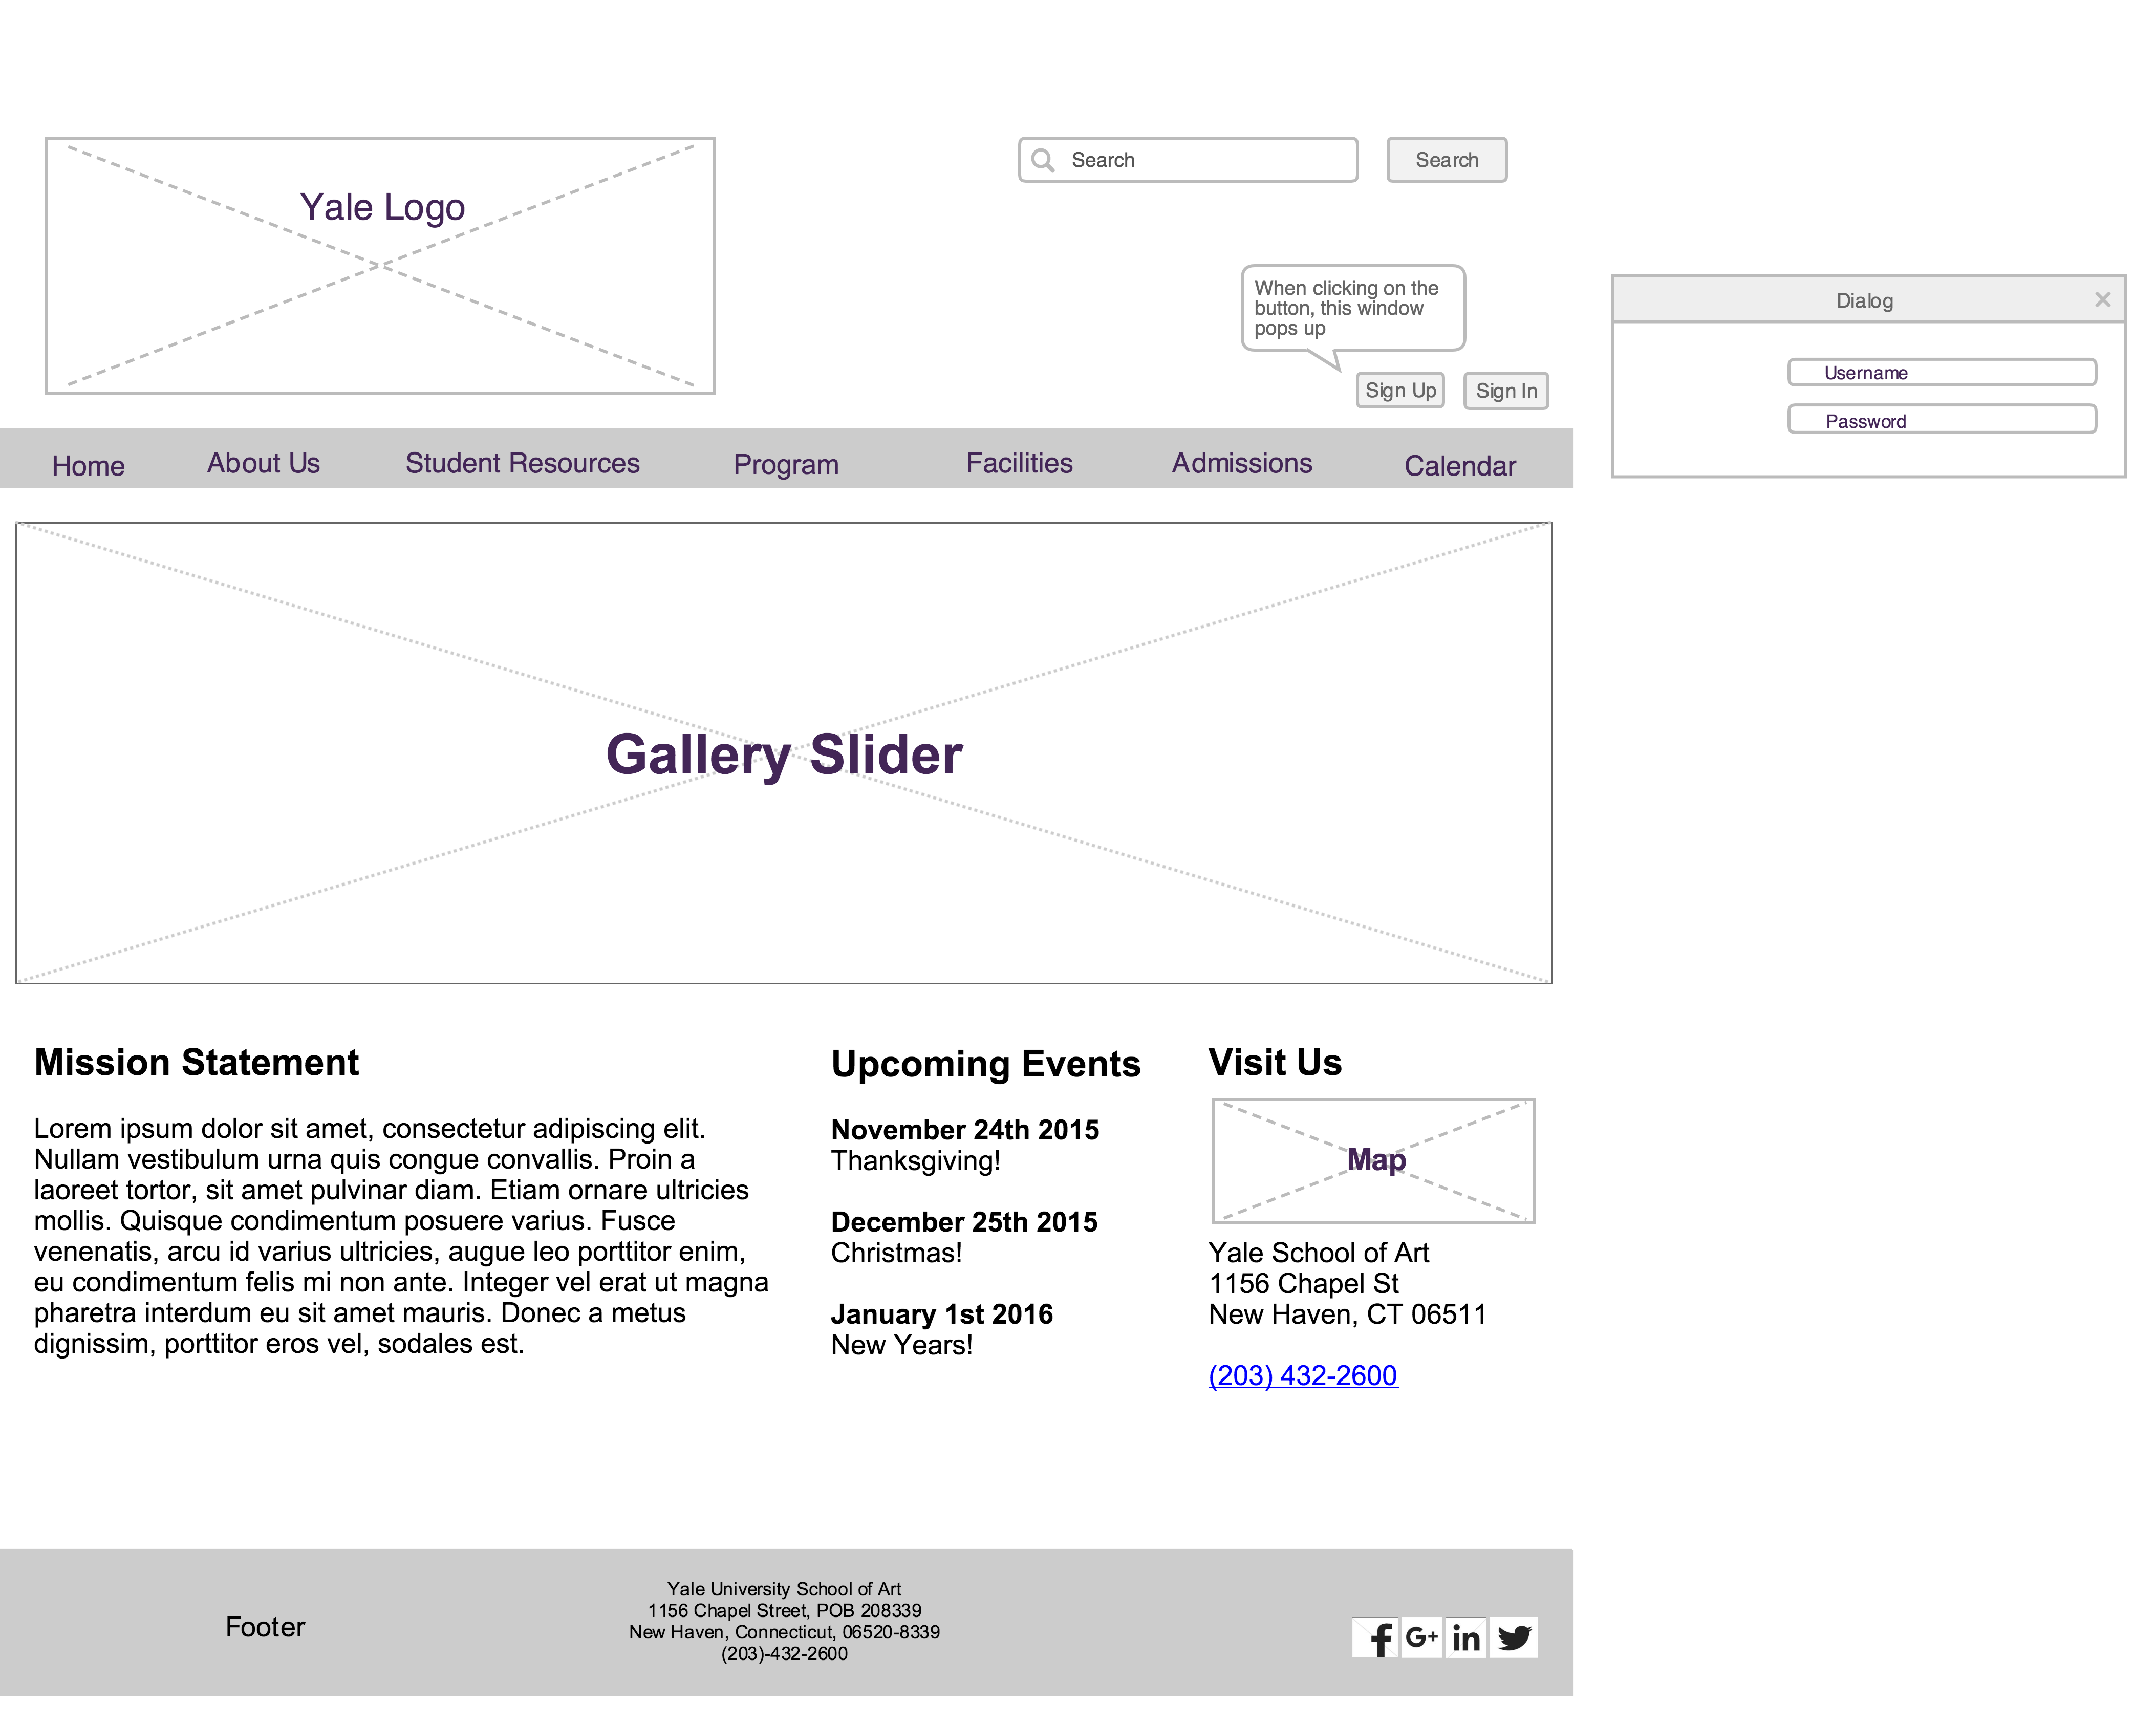 Yale Logo
Search
Search
When clicking on the
button, this window
pops up
Sign Up
Sign In
Dialog
Username
Password
Home
About Us
Student Resources
Program
Facilities
Admissions
Calendar
Gallery Slider
Mission Statement
Lorem ipsum dolor sit amet, consectetur adipiscing elit.
Nullam vestibulum urna quis congue convallis. Proin a
laoreet tortor, sit amet pulvinar diam. Etiam ornare ultricies
mollis. Quisque condimentum posuere varius. Fusce
venenatis, arcu id varius ultricies, augue leo porttitor enim,
eu condimentum felis mi non ante. Integer vel erat ut magna
pharetra interdum eu sit amet mauris. Donec a metus
dignissim, porttitor eros vel, sodales est.
Upcoming Events
November 24th 2015
Thanksgiving!
December 25th 2015
Christmas!
January 1st 2016
New Years!
Visit Us
Map
Yale School of Art
1156 Chapel St
New Haven, CT 06511
(203) 432-2600
Footer
Yale University School of Art
1156 Chapel Street, POB 208339
New Haven, Connecticut, 06520-8339
(203)-432-2600
f
G+
in